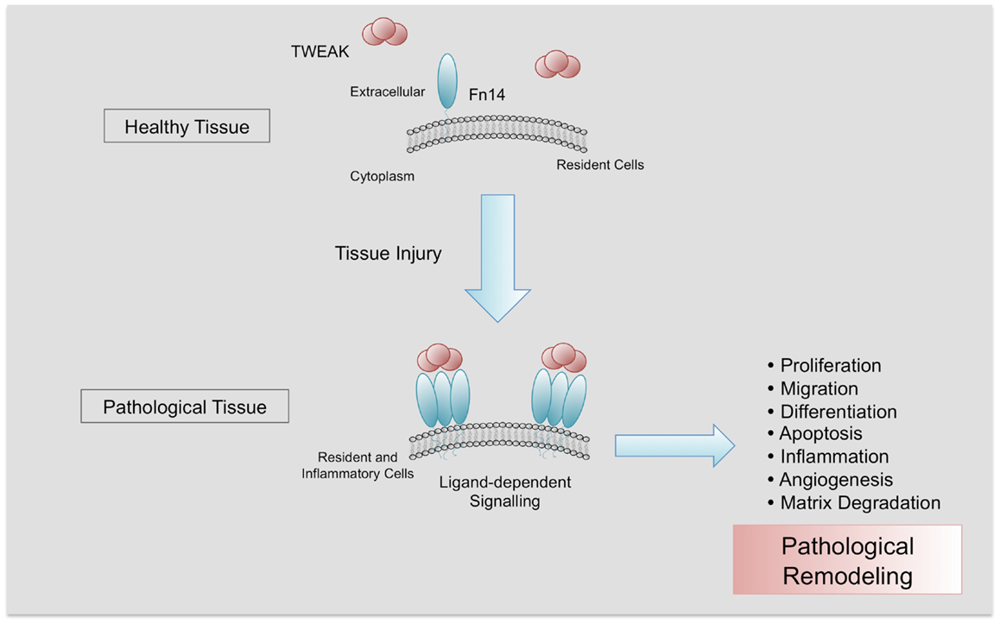 TWEAK
Extracellular
Fn14
Healthy Tissue
Resident Cells
Cytoplasm
Tissue Injury
Pathological Tissue
Resident and
Inflammatory Cells
Ligand-dependent
Signalling
• Proliferation
• Migration
• Differentiation
• Apoptosis
• Inflammation
• Angiogenesis
• Matrix Degradation
Pathological
Remodeling